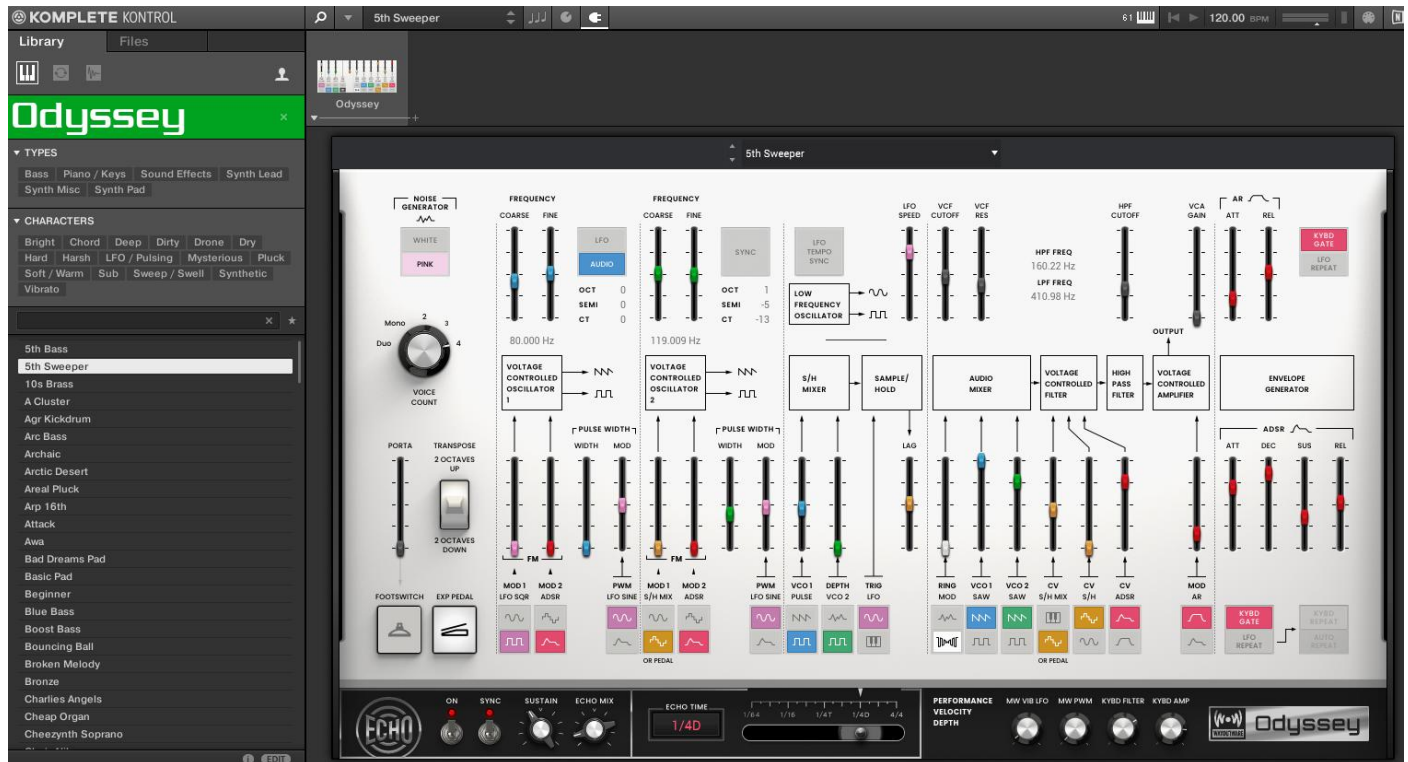 KOMPLETE KONTROL
5th Sweeper
61
120.00 BPM
Library
Files
Odyssey
Odyssey
TYPES
Bass Piano / Keys Sound Effects Synth Lead
Synth Misc Synth Pad
CHARACTERS
Bright Chord Deep Dirty Drone Dry
Hard Harsh LFO / Pulsing Mysterious Pluck
Soft / Warm Sub Sweep / Swell Synthetic
Vibrato
5th Bass
5th Sweeper
10s Brass
A Cluster
Agr Kickdrum
Arc Bass
Archaic
Arctic Desert
Areal Pluck
Arp 16th
Attack
Awa
Bad Dreams Pad
Basic Pad
Beginner
Blue Bass
Boost Bass
Bouncing Ball
Broken Melody
Bronze
Charlies Angels
Cheap Organ
Cheezynth Soprano
EDIT
5th Sweeper
NOISE
GENERATOR
WHITE
PINK
Mono 2 3
Duo 4
VOICE
COUNT
PORTA
TRANSPOSE
2 OCTAVES
UP
2 OCTAVES
DOWN
FOOTSWITCH EXP PEDAL
FREQUENCY
COARSE FINE
LFO
AUDIO
OCT 0
SEMI 0
CT 0
80.000 Hz
VOLTAGE
CONTROLLED
OSCILLATOR
1
PULSE WIDTH
WIDTH MOD
FM
MOD 1 MOD 2 PWM
LFO SQR ADSR LFO SINE
FREQUENCY
COARSE FINE
SYNC
OCT 1
SEMI -5
CT -13
119.009 Hz
VOLTAGE
CONTROLLED
OSCILLATOR
2
PULSE WIDTH
WIDTH MOD
FM
MOD 1 MOD 2 PWM
S/H MIX ADSR LFO SINE
OR PEDAL
LFO
TEMPO
SYNC
LFO
SPEED
LOW
FREQUENCY
OSCILLATOR
S/H
MIXER
SAMPLE/
HOLD
LAG
VCO 1 DEPTH TRIG
PULSE VCO 2 LFO
VCF VCF
CUTOFF RES
HPF FREQ
160.22 Hz
LPF FREQ
410.98 Hz
HPF
CUTOFF
VCA
GAIN
OUTPUT
AUDIO
MIXER
VOLTAGE
CONTROLLED
FILTER
HIGH
PASS
FILTER
VOLTAGE
CONTROLLED
AMPLIFIER
RING VCO 1 VCO 2 CV CV CV MOD
MOD SAW SAW S/H MIX S/H ADSR AR
OR PEDAL
AR
ATT REL
KYBD
GATE
LFO
REPEAT
ENVELOPE
GENERATOR
ADSR
ATT DEC SUS REL
KYBD
GATE
LFO
REPEAT
KYBD
REPEAT
AUTO
REPEAT
ECHO
ON SYNC SUSTAIN ECHO MIX
ECHO TIME
1/4D
1/64 1/16 1/4T 1/4D 4/4
PERFORMANCE
VELOCITY
DEPTH
MW VIB LFO MW PWM KYBD FILTER KYBD AMP
WOW
Odyssey